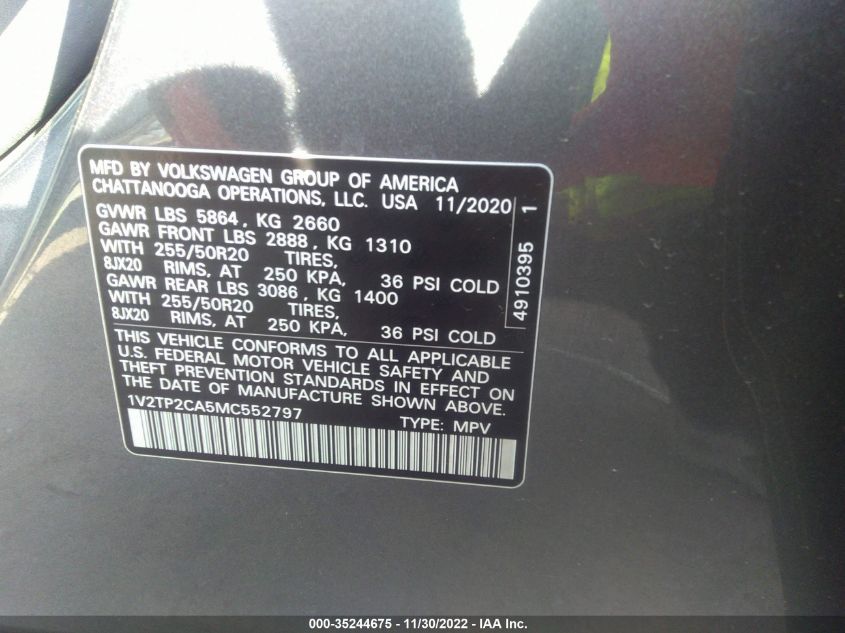 MFD BY VOLKSWAGEN GROUP OF AMERICA
CHATTANOOGA OPERATIONS, LLC. USA 11/2020
GVWR LBS 5864, KG 2660
GAWR FRONT LBS 2888, KG 1310
WITH 255/50R20 TIRES,
8JX20 RIMS, AT 250 KPA, 36 PSI COLD
GAWR REAR LBS 3086, KG 1400
WITH 255/50R20 TIRES,
8JX20 RIMS, AT 250 KPA, 36 PSI COLD
THIS VEHICLE CONFORMS TO ALL APPLICABLE
U.S. FEDERAL MOTOR VEHICLE SAFETY AND
THEFT PREVENTION STANDARDS IN EFFECT ON
THE DATE OF MANUFACTURE SHOWN ABOVE.
1V2TP2CA5MC552797 TYPE: MPV
4910395 1
000-35244675 - 11/30/2022 - IAA Inc.